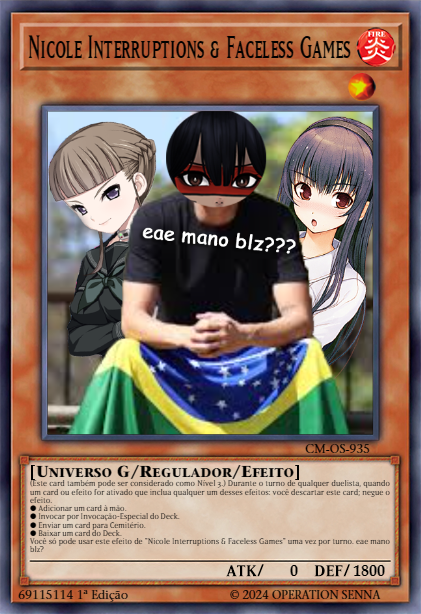 Nicole Interruptions & Faceless Games
FIRE
炎
eae mano blz???
CM-OS-935
[Universo G/Regulador/Efeito]
(Este card também pode ser considerado como Nível 3.) Durante o turno de qualquer duelista, quando
um card ou efeito for ativado que inclua qualquer um desses efeitos: você descartar este card; negue o
efeito.
● Adicionar um card à mão.
● Invocar por Invocação-Especial do Deck.
● Enviar um card para Cemitério.
● Baixar um card do Deck.
Você só pode usar este efeito de "Nicole Interruptions & Faceless Games" uma vez por turno. eae mano
blz?
ATK/ 0 DEF/1800
69115114 1ª Edição
© 2024 OPERATION SENNA